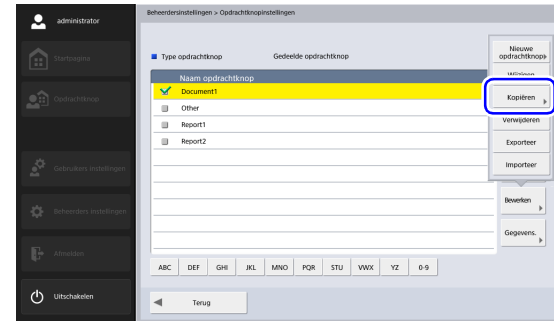 administrator
Startpagina
Opdrachtknop
Gebruikers instellingen
Beheerders instellingen
Afmelden
Uitschakelen
Beheerdersinstellingen > Opdrachtknopinstellingen
Type opdrachtknop
Gedeelde opdrachtknop
Naam opdrachtknop
Document1
Other
Report1
Report2
ABC DEF GHI JKL MNO PQR STU VWX YZ 0-9
Terug
Nieuwe
opdrachtknop
Wijzigen
Kopiëren
Verwijderen
Exporteer
Importeer
Bewerken
Gegevens.